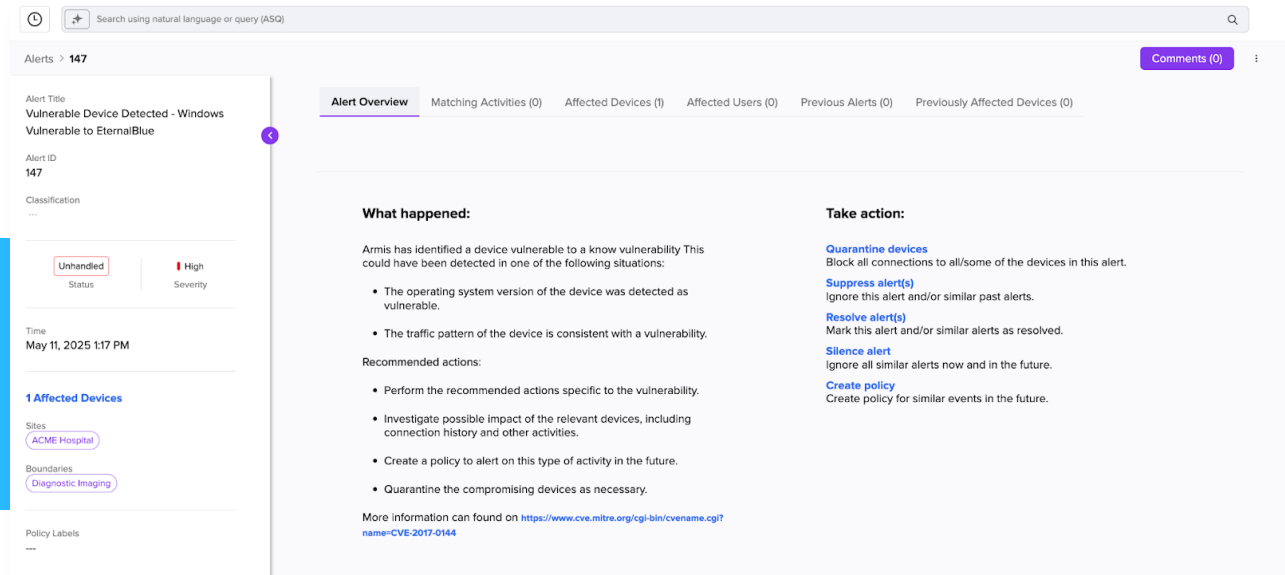 Search using natural language or query (ASQ)
Alerts > 147
Comments (0)
Alert Title
Vulnerable Device Detected - Windows
Vulnerable to EternalBlue
Alert ID
147
Classification
---
Unhandled
Status
High
Severity
Time
May 11, 2025 1:17 PM
1 Affected Devices
Sites
ACME Hospital
Boundaries
Diagnostic Imaging
Policy Labels
---
Alert Overview
Matching Activities (0)
Affected Devices (1)
Affected Users (0)
Previous Alerts (0)
Previously Affected Devices (0)
What happened:
Armis has identified a device vulnerable to a know vulnerability This
could have been detected in one of the following situations:
• The operating system version of the device was detected as
vulnerable.
• The traffic pattern of the device is consistent with a vulnerability.
Recommended actions:
• Perform the recommended actions specific to the vulnerability.
• Investigate possible impact of the relevant devices, including
connection history and other activities.
• Create a policy to alert on this type of activity in the future.
• Quarantine the compromising devices as necessary.
More information can found on https://www.cve.mitre.org/cgi-bin/cvename.cgi?
name=CVE-2017-0144
Take action:
Quarantine devices
Block all connections to all/some of the devices in this alert.
Suppress alert(s)
Ignore this alert and/or similar past alerts.
Resolve alert(s)
Mark this alert and/or similar alerts as resolved.
Silence alert
Ignore all similar alerts now and in the future.
Create policy
Create policy for similar events in the future.